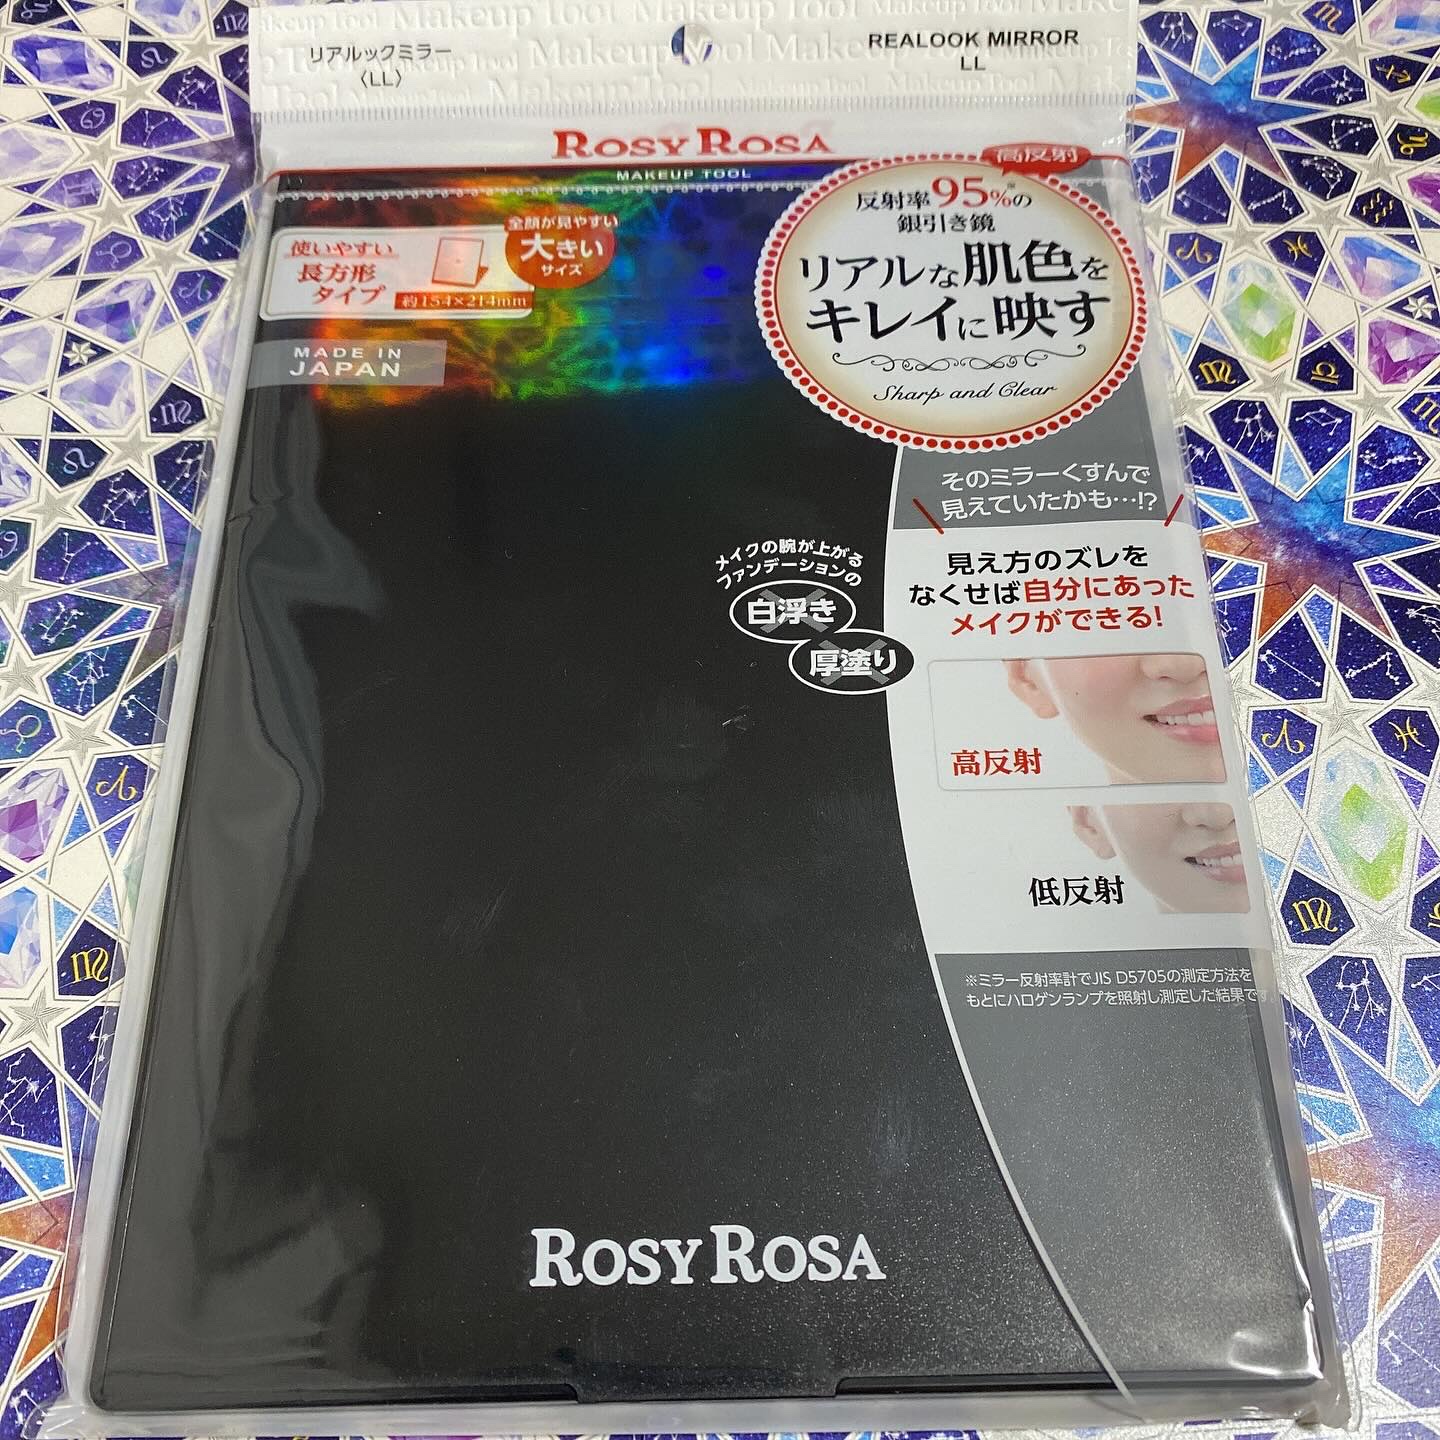 リアルックミラー
〈LL〉
REALOOK MIRROR
LL
Makeup Tool Makeup Tool Makeup Tool
ROSY ROSA
MAKEUP TOOL
高反射
反射率95%※の
銀引き鏡
リアルな肌色を
キレイに映す
Sharp and Clear
使いやすい
長方形
タイプ
約154×214mm
全顔が見やすい
大きい
サイズ
MADE IN
JAPAN
そのミラーくすんで
見えていたかも…!?
見え方のズレを
なくせば自分にあった
メイクができる!
メイクの腕が上がる
ファンデーションの
白浮き
厚塗り
高反射
低反射
※ミラー反射率計でJIS D5705の測定方法を
もとにハロゲンランプを照射し測定した結果です
ROSY ROSA